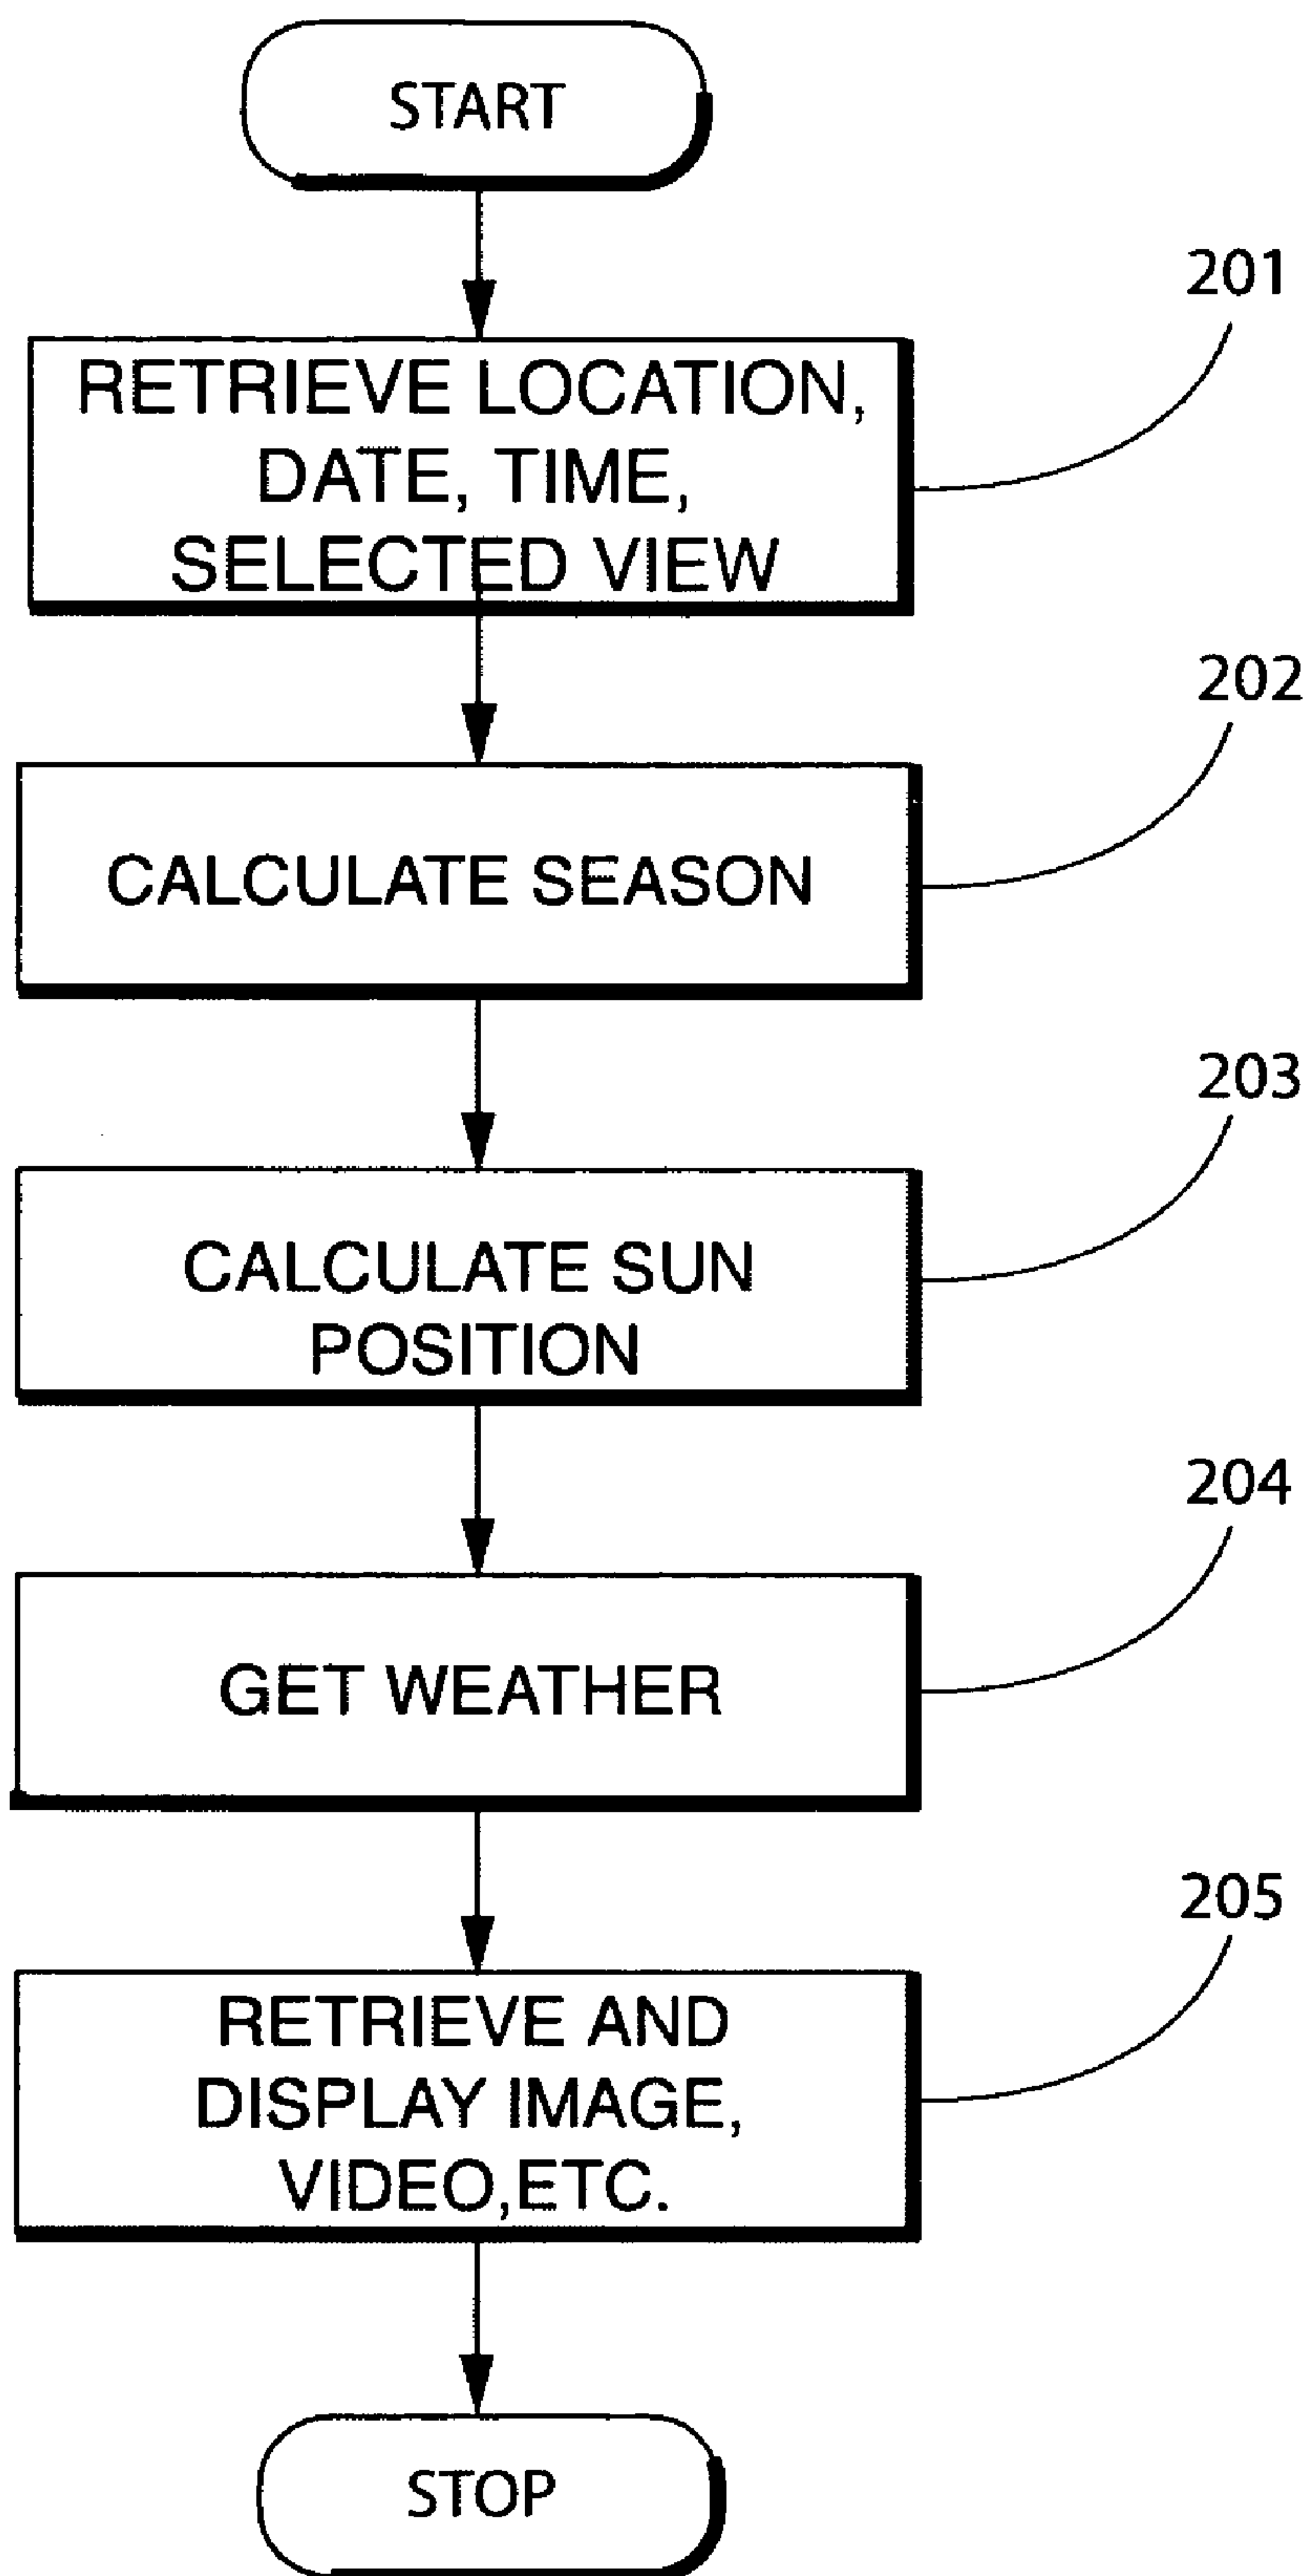 START
201
RETRIEVE LOCATION,
DATE, TIME,
SELECTED VIEW
202
CALCULATE SEASON
203
CALCULATE SUN
POSITION
204
GET WEATHER
205
RETRIEVE AND
DISPLAY IMAGE,
VIDEO,ETC.
STOP